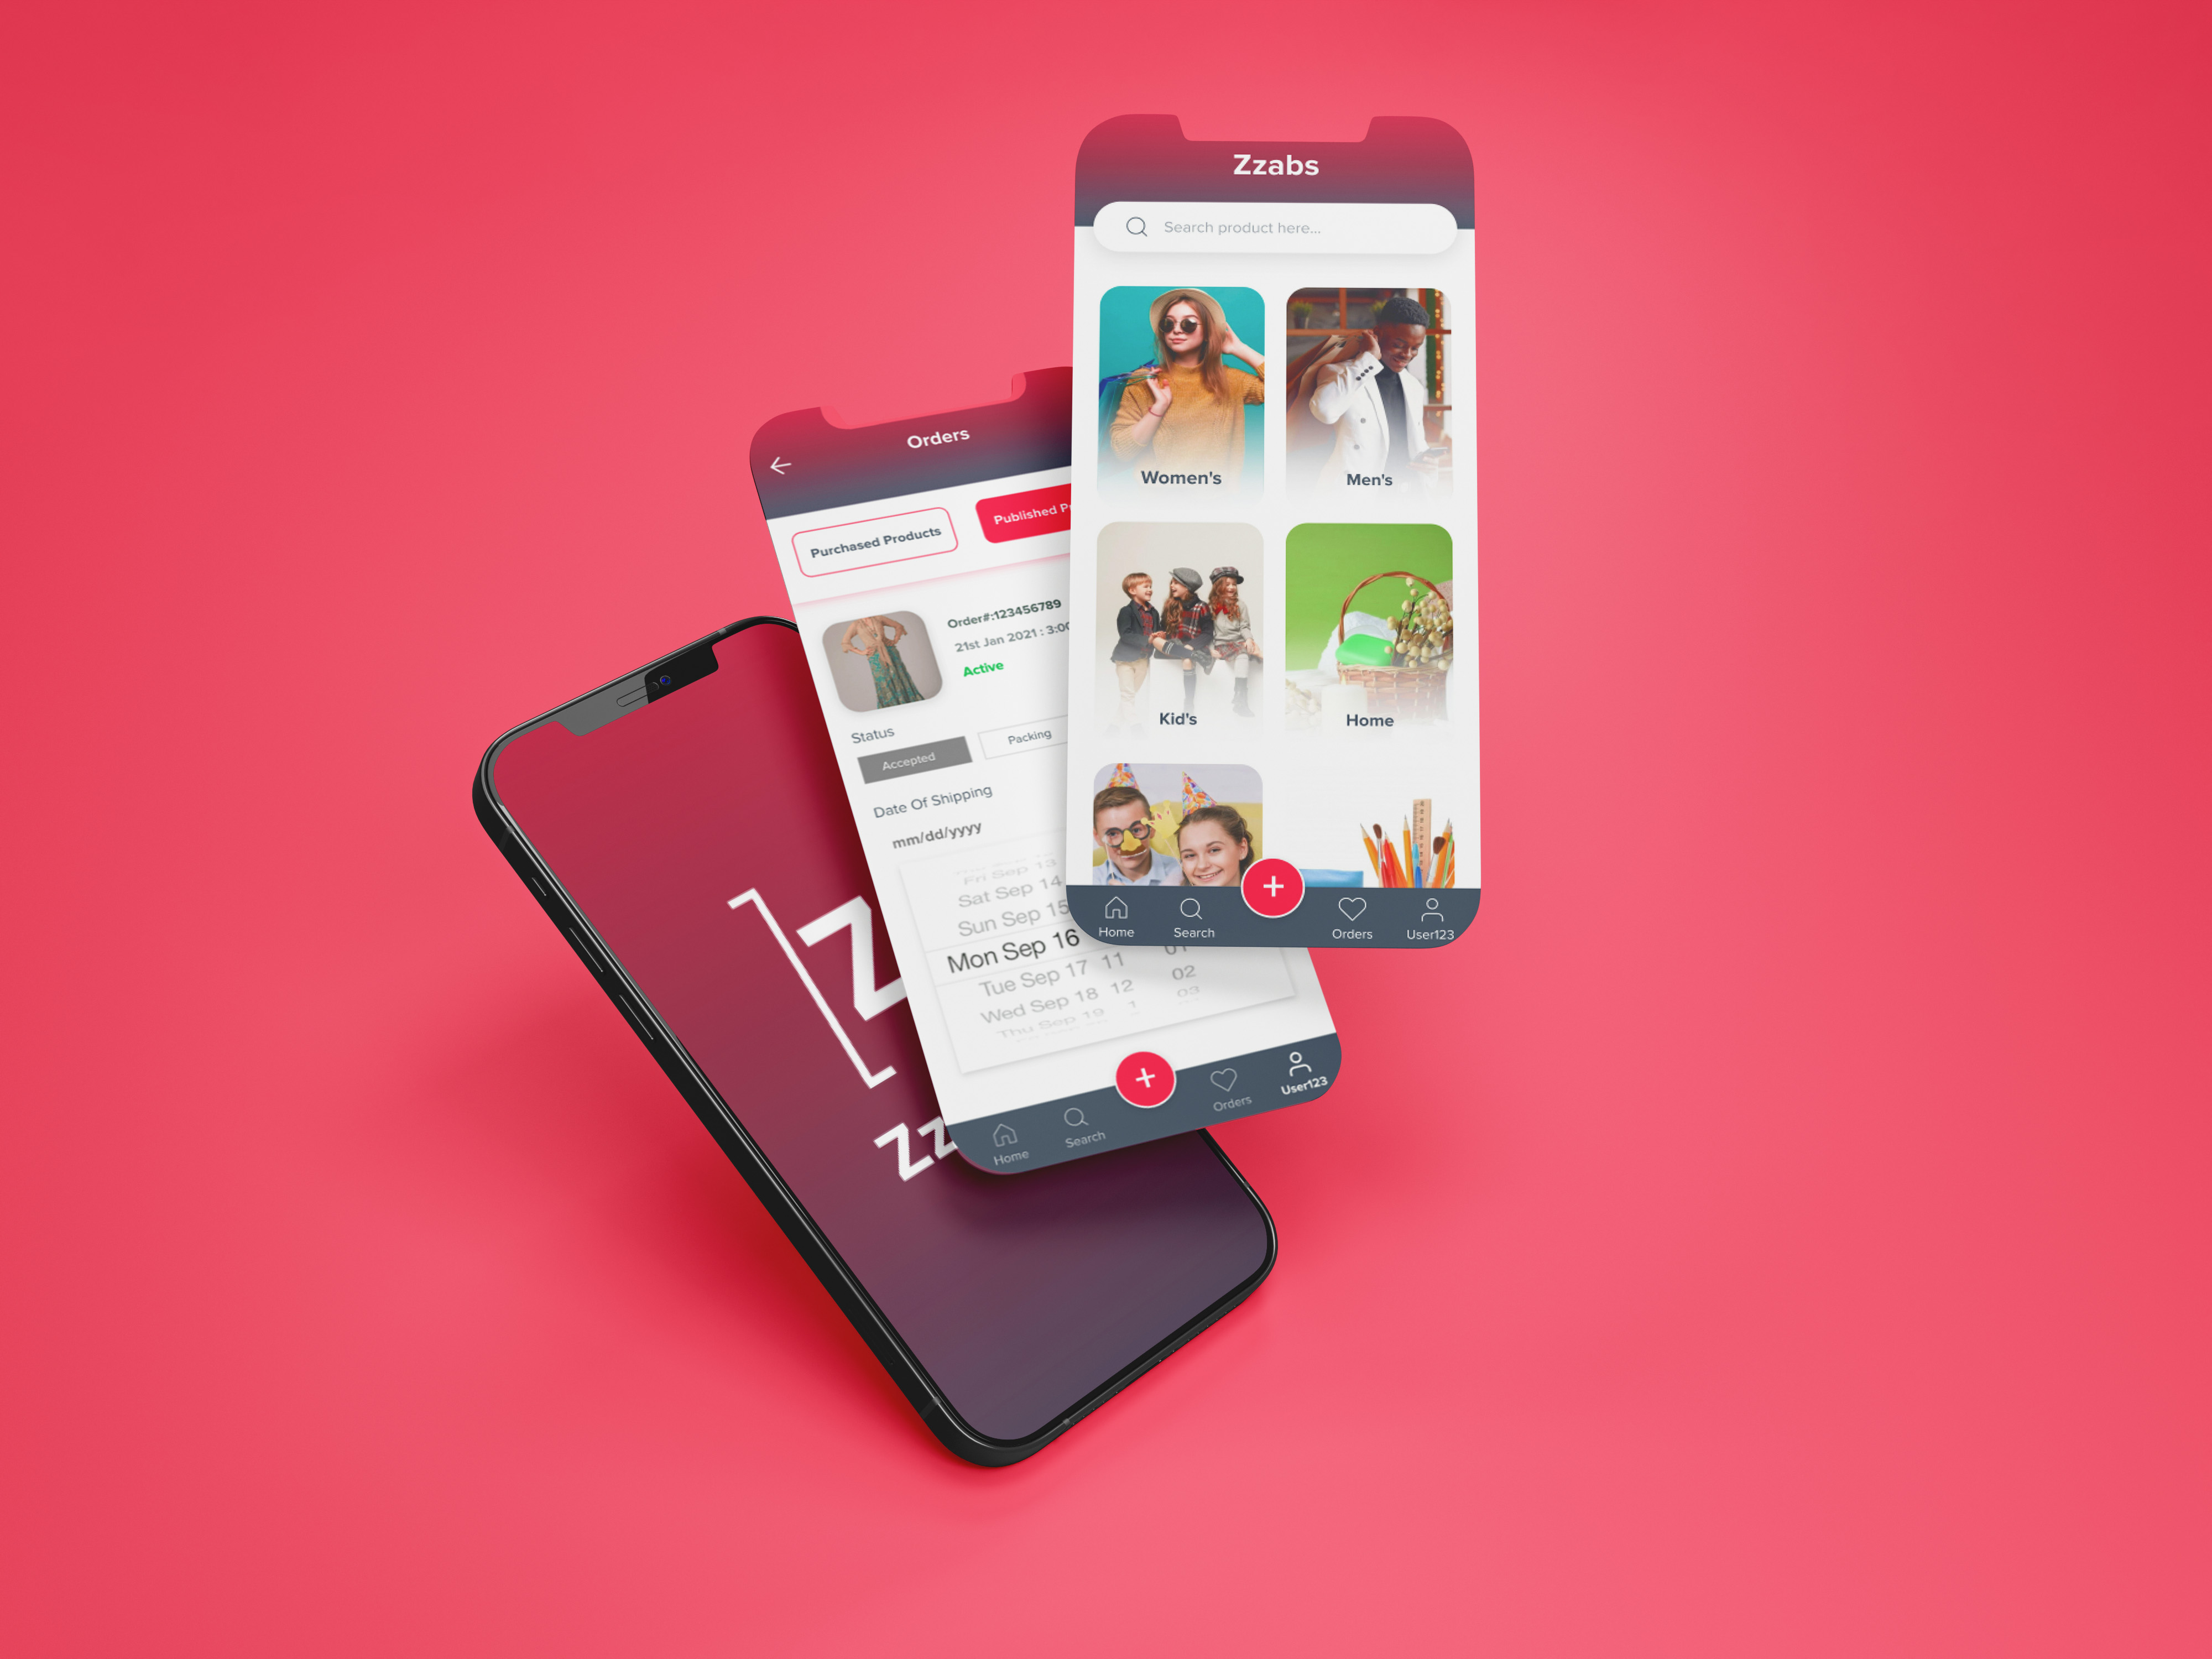 Zzabs
Search product here...
Women's
Men's
Kid's
Home
Home
Search
Orders
User123
Orders
Purchased Products
Published
Order#:123456789
21st Jan 2021 : 3:00
Active
Status
Accepted
Packing
Date Of Shipping
mm/dd/yyyy
Fri Sep 13
Sat Sep 14
Sun Sep 15
Mon Sep 16
Tue Sep 17 11
Wed Sep 18 12 02
Thu Sep 19 1 03
Home
Search
Orders
User123
Z